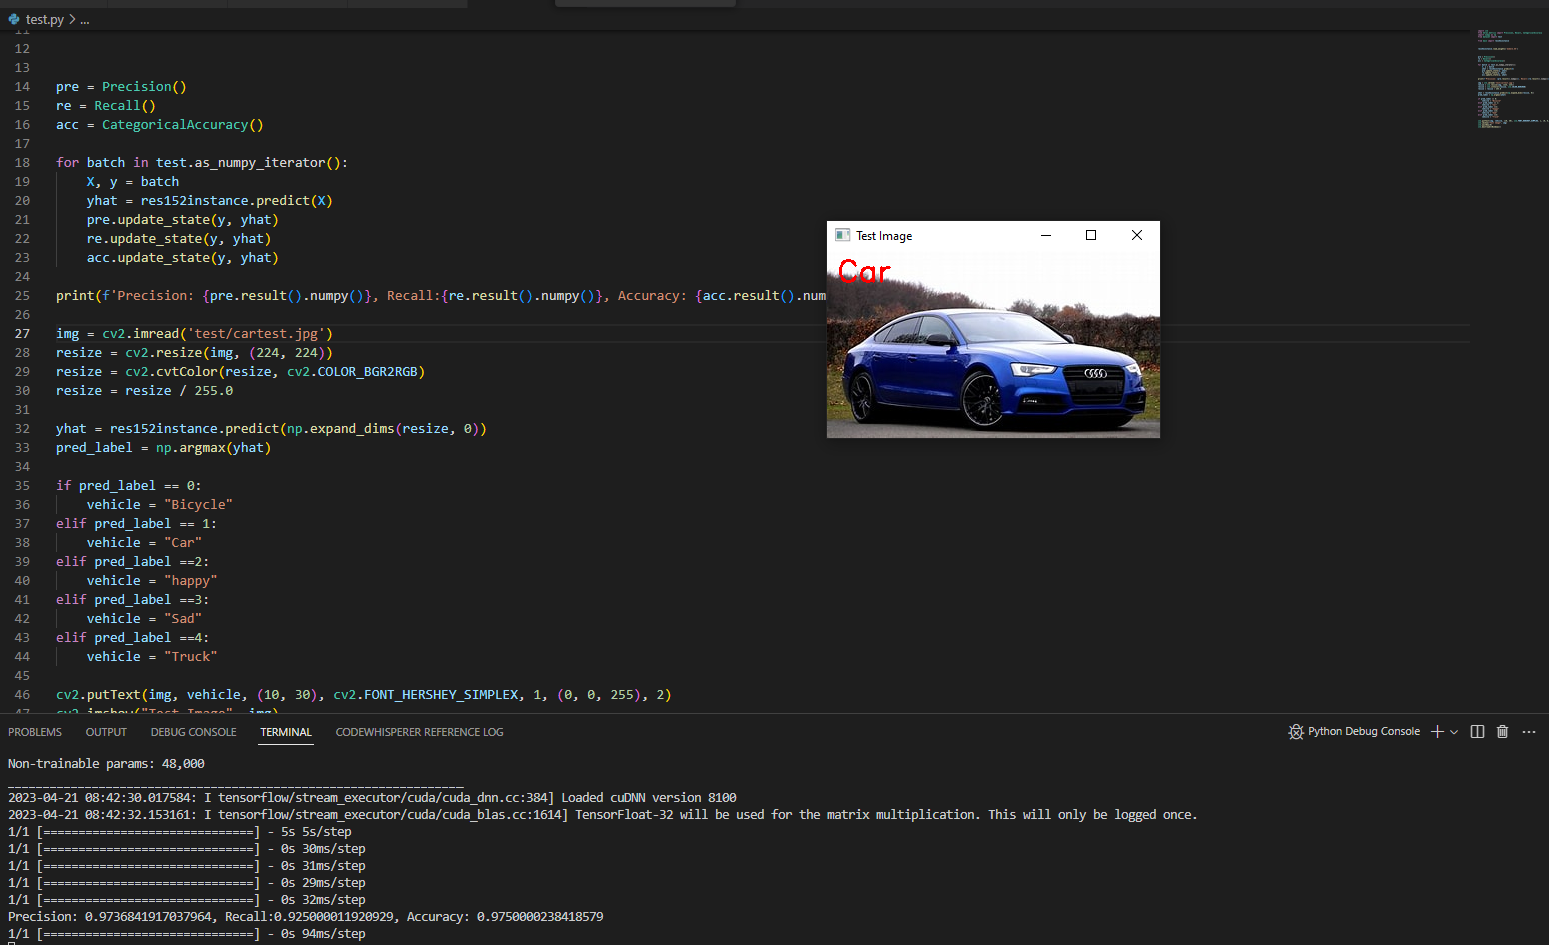 test.py > ...
11
12
13
14 pre = Precision()
15 re = Recall()
16 acc = CategoricalAccuracy()
17
18 for batch in test.as_numpy_iterator():
19 X, y = batch
20 yhat = res152instance.predict(X)
21 pre.update_state(y, yhat)
22 re.update_state(y, yhat)
23 acc.update_state(y, yhat)
24
25 print(f'Precision: {pre.result().numpy()}, Recall:{re.result().numpy()}, Accuracy: {acc.result().num
26
27 img = cv2.imread('test/cartest.jpg')
28 resize = cv2.resize(img, (224, 224))
29 resize = cv2.cvtColor(resize, cv2.COLOR_BGR2RGB)
30 resize = resize / 255.0
31
32 yhat = res152instance.predict(np.expand_dims(resize, 0))
33 pred_label = np.argmax(yhat)
34
35 if pred_label == 0:
36 vehicle = "Bicycle"
37 elif pred_label == 1:
38 vehicle = "Car"
39 elif pred_label ==2:
40 vehicle = "happy"
41 elif pred_label ==3:
42 vehicle = "Sad"
43 elif pred_label ==4:
44 vehicle = "Truck"
45
46 cv2.putText(img, vehicle, (10, 30), cv2.FONT_HERSHEY_SIMPLEX, 1, (0, 0, 255), 2)
47 cv2.imshow("Test Image", img)
Test Image
Car
PROBLEMS OUTPUT DEBUG CONSOLE TERMINAL CODEWHISPERER REFERENCE LOG Python Debug Console
Non-trainable params: 48,000
_________________________________________________________________
2023-04-21 08:42:30.017584: I tensorflow/stream_executor/cuda/cuda_dnn.cc:384] Loaded cuDNN version 8100
2023-04-21 08:42:32.153161: I tensorflow/stream_executor/cuda/cuda_blas.cc:1614] TensorFloat-32 will be used for the matrix multiplication. This will only be logged once.
1/1 [==============================] - 5s 5s/step
1/1 [==============================] - 0s 30ms/step
1/1 [==============================] - 0s 31ms/step
1/1 [==============================] - 0s 29ms/step
1/1 [==============================] - 0s 32ms/step
Precision: 0.9736841917037964, Recall:0.925000011920929, Accuracy: 0.9750000238418579
1/1 [==============================] - 0s 94ms/step